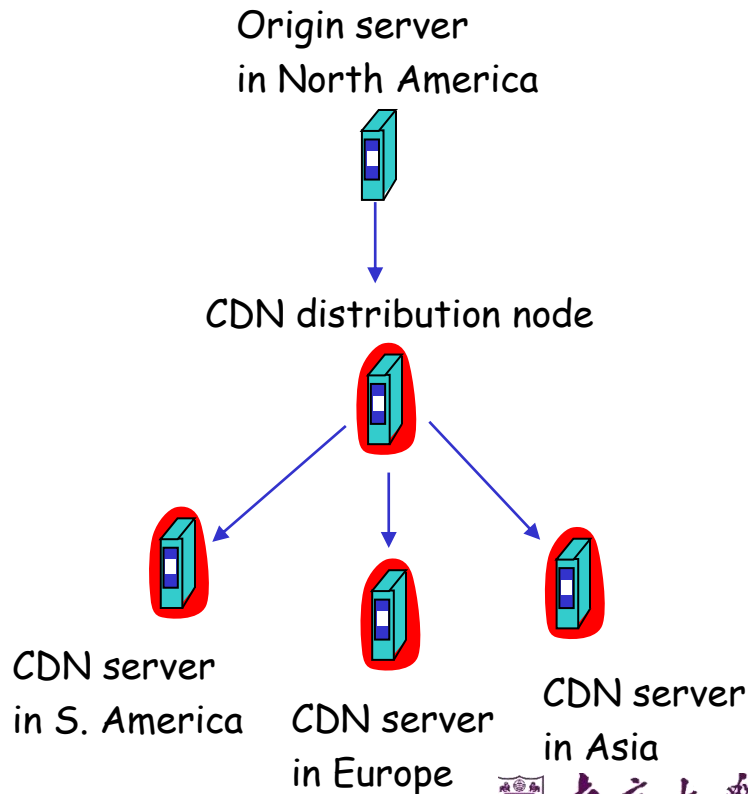 Origin server
in North America
CDN distribution node
CDN server
in S. America
CDN server
in Europe
CDN server
in Asia